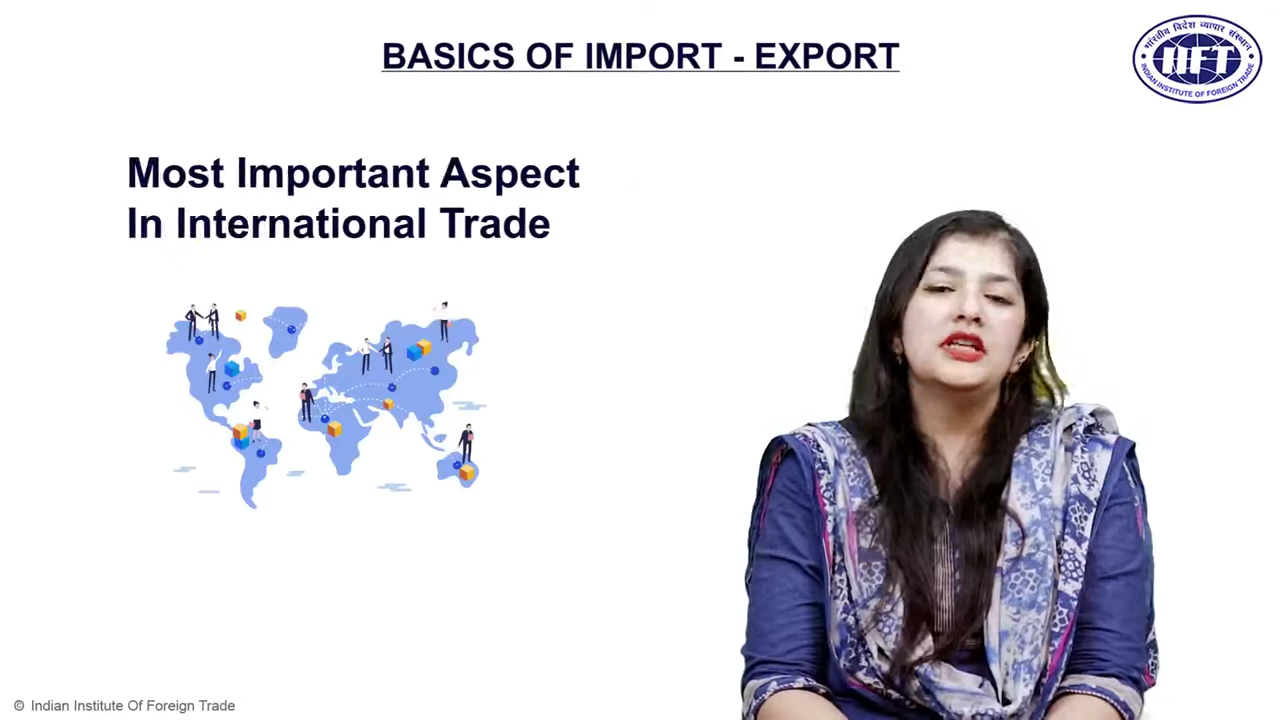 BASICS OF IMPORT - EXPORT
भारतीय विदेश व्यापार संस्थान
IIFT
INDIAN INSTITUTE OF FOREIGN TRADE
Most Important Aspect
In International Trade
© Indian Institute Of Foreign Trade